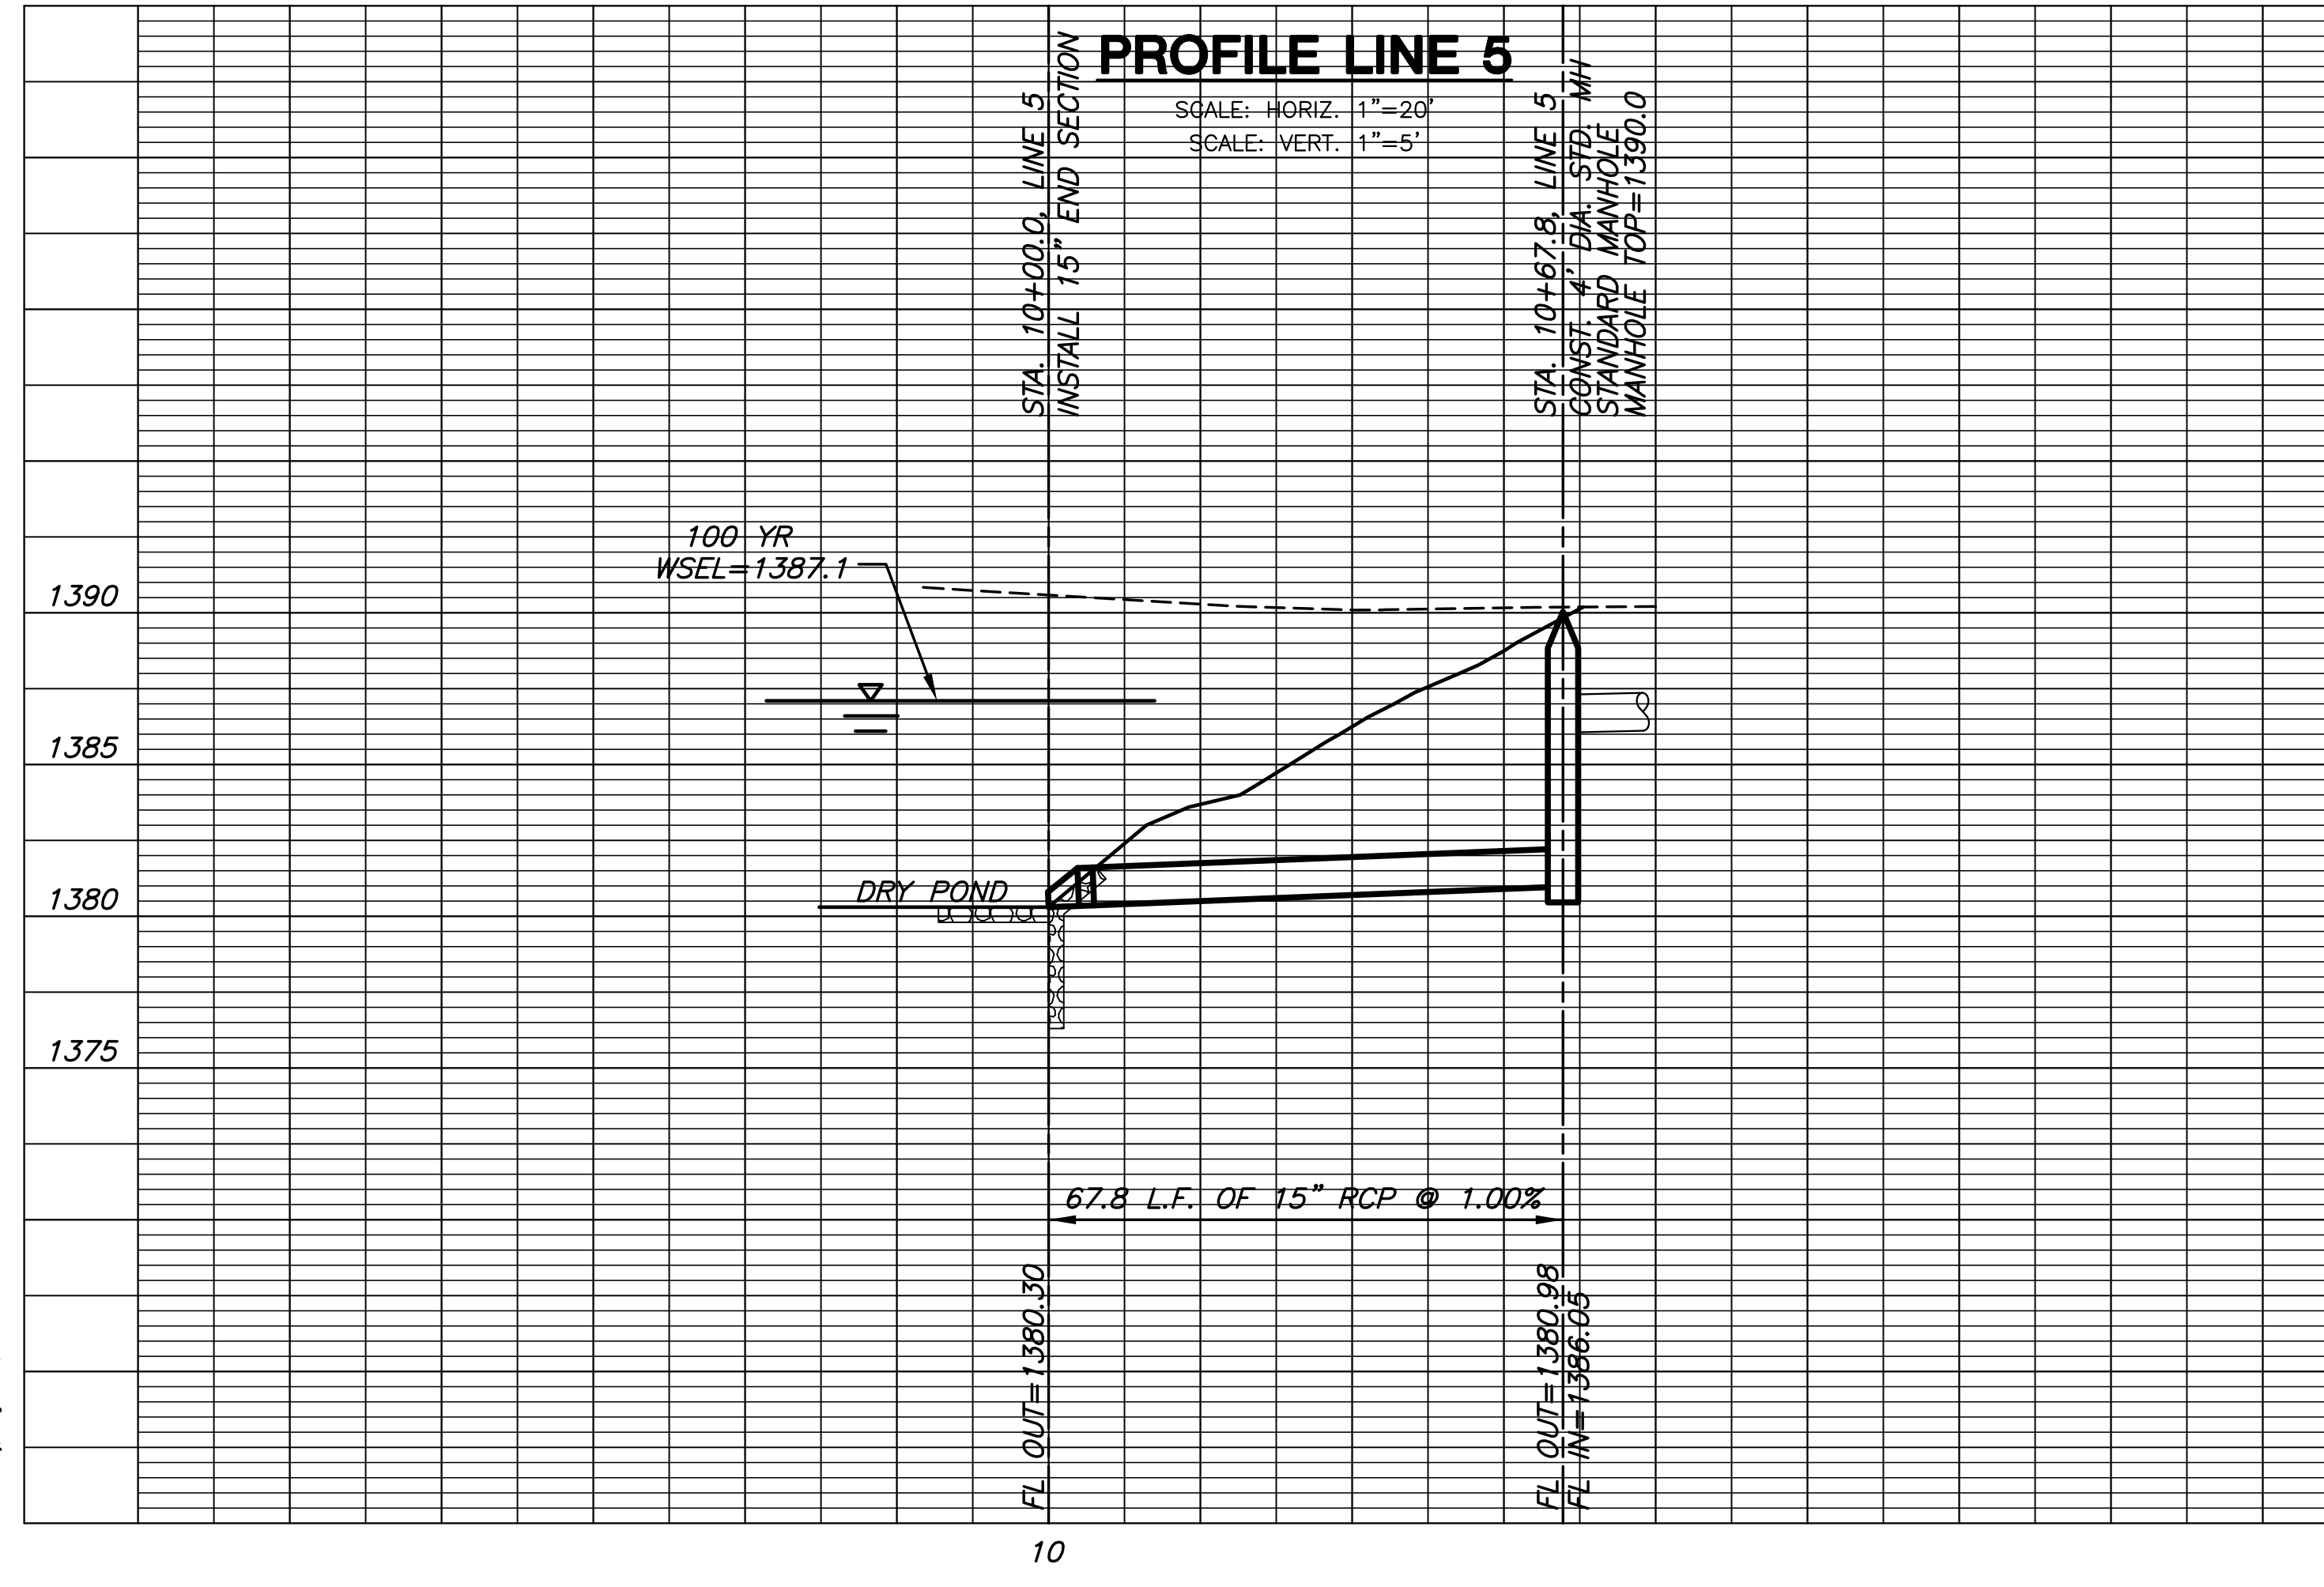 PROFILE LINE 5
SCALE: HORIZ. 1"=20'
SCALE: VERT. 1"=5'
STA. 10+00.0, LINE 5
INSTALL 15" END SECTION
STA. 10+67.8, LINE 5
CONST. 4' DIA. STD. MH
STANDARD MANHOLE
MANHOLE TOP=1390.0
100 YR
WSEL=1387.1
1390
1385
1380
1375
DRY POND
67.8 L.F. OF 15" RCP @ 1.00%
FL OUT=1380.30
FL OUT=1380.98
FL IN=1386.05
10